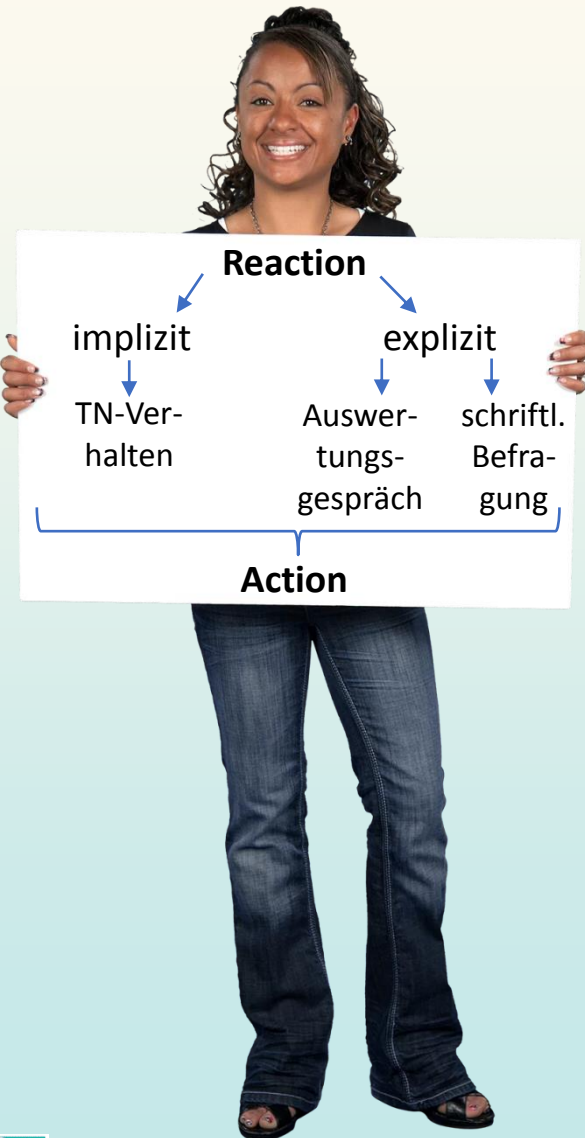 Reaction
implizit explizit
TN-Ver-
halten
Auswer-
tungs-
gespräch
schriftl.
Befra-
gung
Action